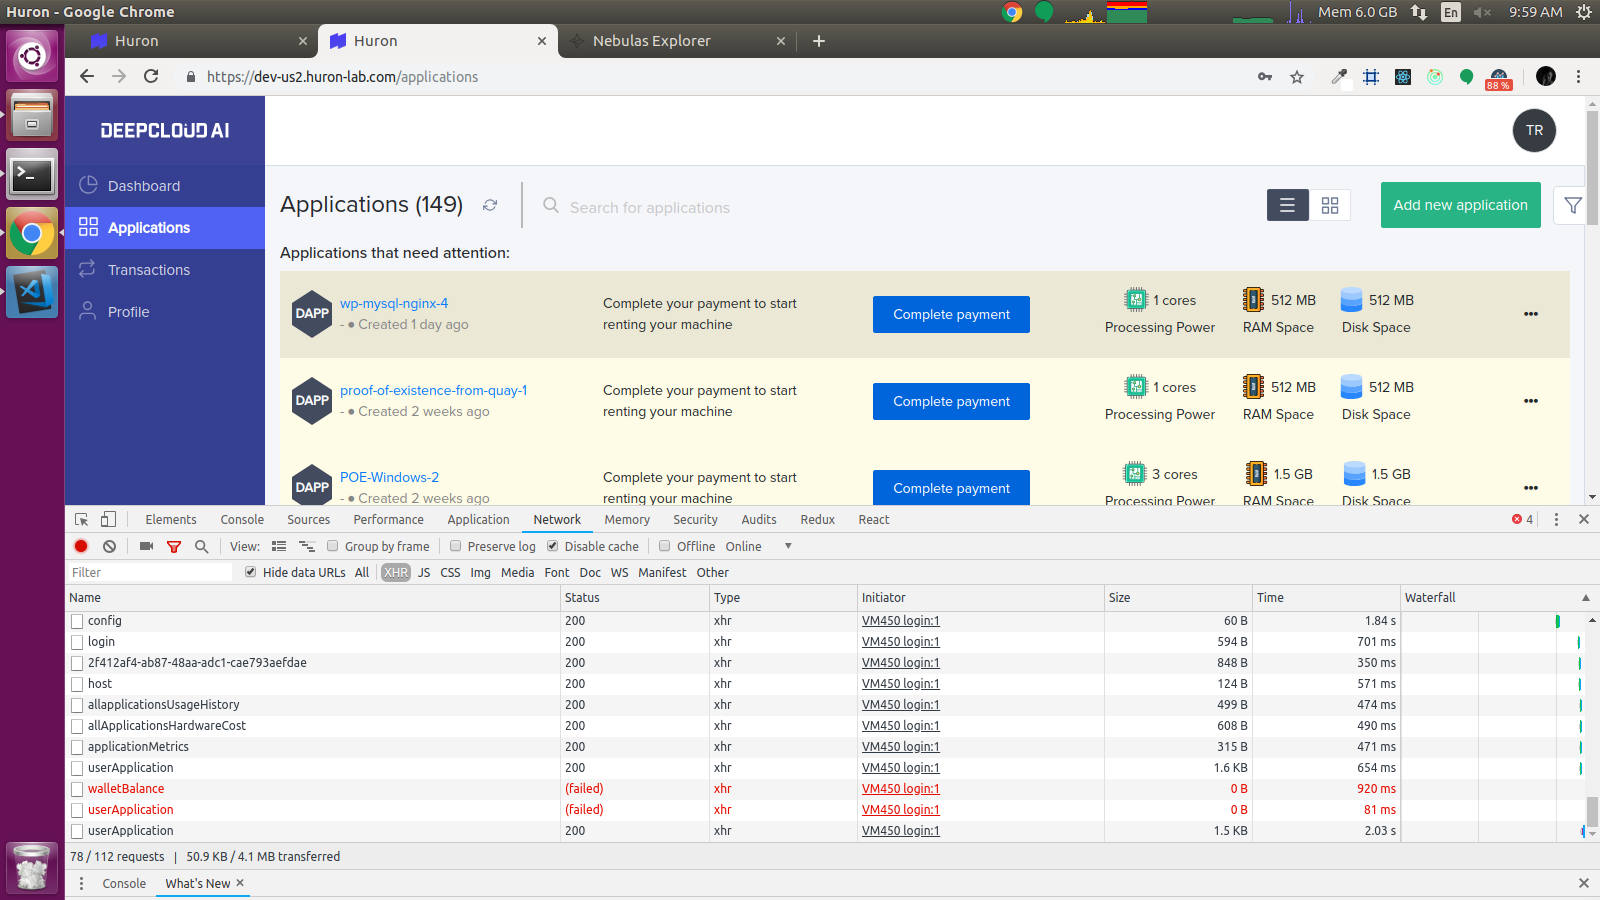 Huron - Google Chrome
Mem 6.0 GB En 9:59 AM
Huron
Huron
Nebulas Explorer
https://dev-us2.huron-lab.com/applications
88 %
DEEPCLOUD AI
TR
Dashboard
Applications
Transactions
Profile
Applications (149)
Search for applications
Add new application
Applications that need attention:
DAPP
wp-mysql-nginx-4
- ● Created 1 day ago
Complete your payment to start
renting your machine
Complete payment
1 cores
Processing Power
512 MB
RAM Space
512 MB
Disk Space
DAPP
proof-of-existence-from-quay-1
- ● Created 2 weeks ago
Complete your payment to start
renting your machine
Complete payment
1 cores
Processing Power
512 MB
RAM Space
512 MB
Disk Space
DAPP
POE-Windows-2
- ● Created 2 weeks ago
Complete your payment to start
renting your machine
Complete payment
3 cores
Processing Power
1.5 GB
RAM Space
1.5 GB
Disk Space
Elements Console Sources Performance Application Network Memory Security Audits Redux React 4
View: Group by frame Preserve log Disable cache Offline Online
Filter Hide data URLs All XHR JS CSS Img Media Font Doc WS Manifest Other
Name Status Type Initiator Size Time Waterfall
config 200 xhr VM450 login:1 60 B 1.84 s
login 200 xhr VM450 login:1 594 B 701 ms
2f412af4-ab87-48aa-adc1-cae793aefdae 200 xhr VM450 login:1 848 B 350 ms
host 200 xhr VM450 login:1 124 B 571 ms
allapplicationsUsageHistory 200 xhr VM450 login:1 499 B 474 ms
allApplicationsHardwareCost 200 xhr VM450 login:1 608 B 490 ms
applicationMetrics 200 xhr VM450 login:1 315 B 471 ms
userApplication 200 xhr VM450 login:1 1.6 KB 654 ms
walletBalance (failed) xhr VM450 login:1 0 B 920 ms
userApplication (failed) xhr VM450 login:1 0 B 81 ms
userApplication 200 xhr VM450 login:1 1.5 KB 2.03 s
78 / 112 requests | 50.9 KB / 4.1 MB transferred
Console What's New